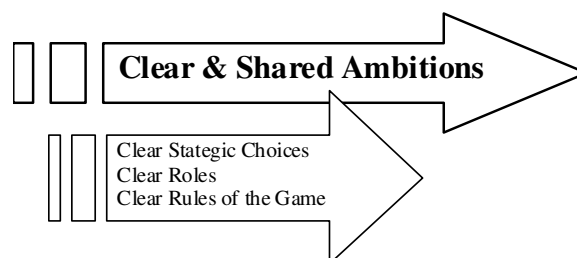 Clear & Shared Ambitions
Clear Stategic Choices
Clear Roles
Clear Rules of the Game